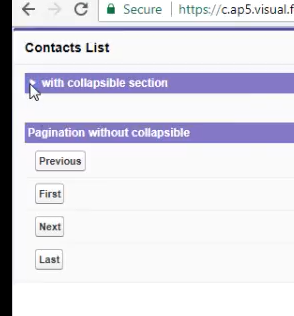 Secure | https://c.ap5.visual.f
Contacts List
with collapsible section
Pagination without collapsible
Previous
First
Next
Last